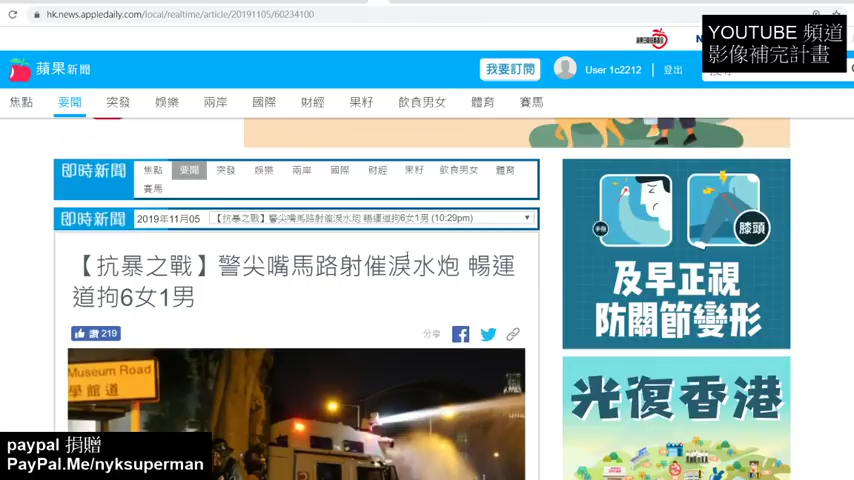 hk.news.appledaily.com/local/realtime/article/20191105/60234100
YOUTUBE 頻道
影像補完計畫
蘋果新聞
我要訂閱
User 1c2212
登出
焦點 要聞 突發 娛樂 兩岸 國際 財經 果籽 飲食男女 體育 賽馬
即時新聞
焦點 要聞 突發 娛樂 兩岸 國際 財經 果籽 飲食男女 體育
賽馬
即時新聞 2019年11月05 【抗暴之戰】警尖嘴馬路射催淚水炮 暢運道拘6女1男 (10:29pm)
【抗暴之戰】警尖嘴馬路射催淚水炮 暢運
道拘6女1男
讚 219
分享
Museum Road
學館道
膝頭
及早正視
防關節變形
光復香港
paypal 捐贈
PayPal.Me/nyksuperman